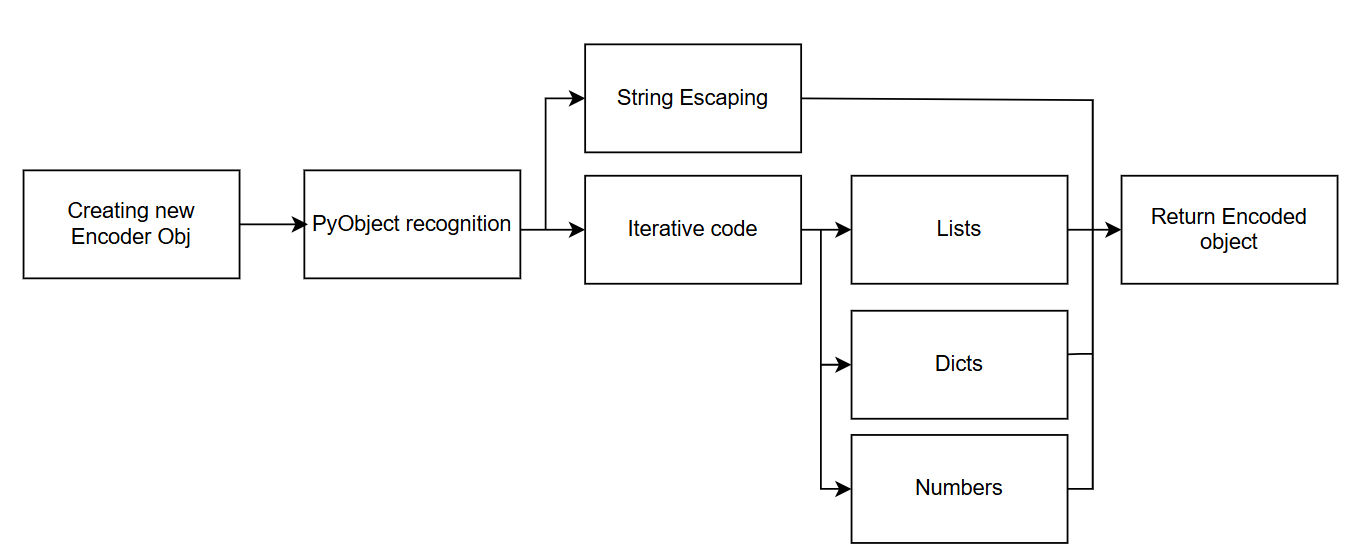 String Escaping
Creating new
Encoder Obj
PyObject recognition
Iterative code
Lists
Return Encoded
object
Dicts
Numbers